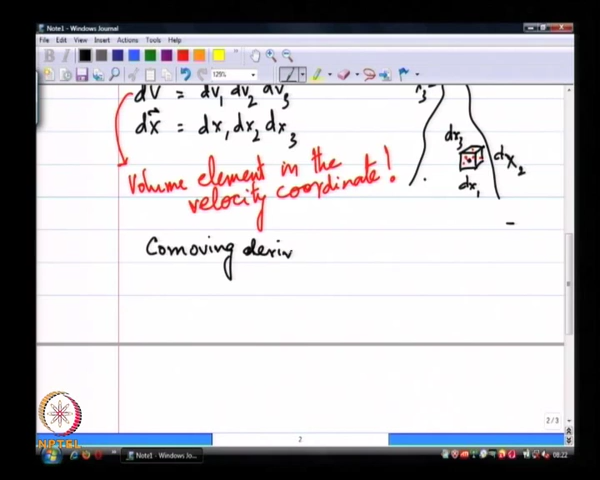 Note1 - Windows Journal
File Edit View Insert Actions Tools Help
129%
dV = dv1 dv2 dv3
dx⃗ = dx1 dx2 dx3
Volume element in the
velocity coordinate!
dx3
dx2
dx1
Comoving deriv
2/3
NPTEL
2
Note1 - Windows Jo...
08:22